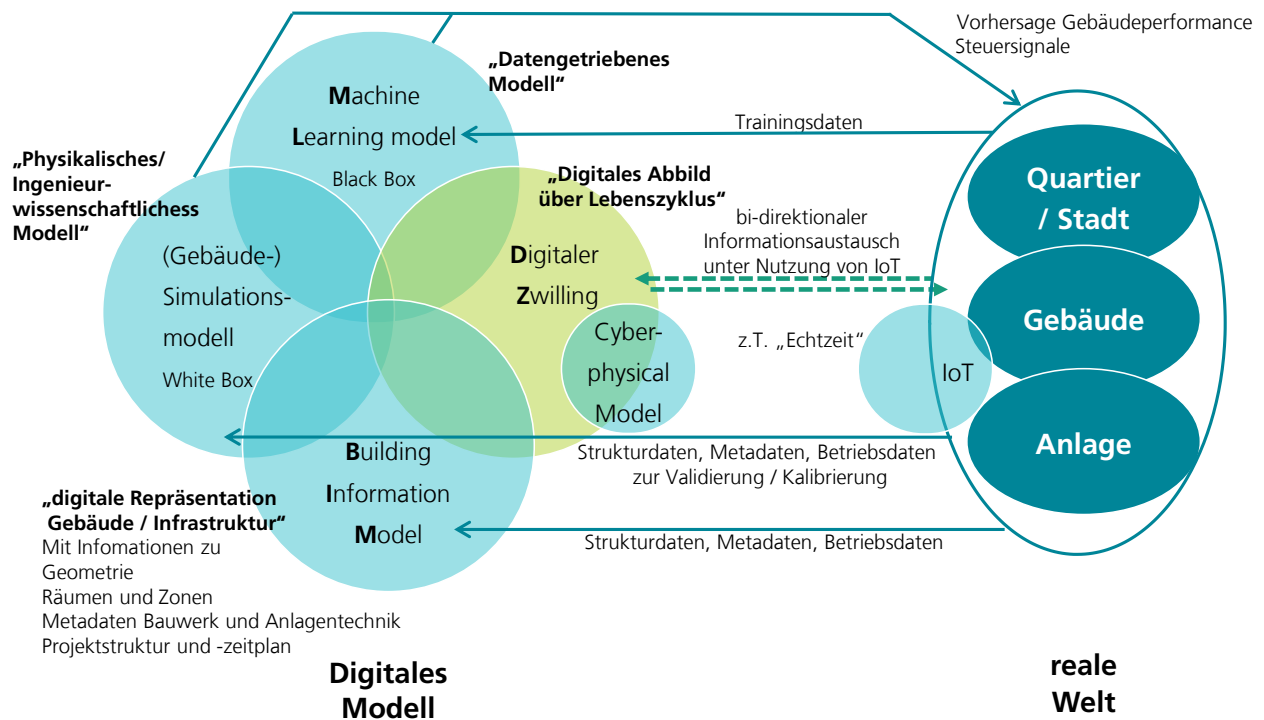 Vorhersage Gebäudeperformance
Steuersignale
„Datengetriebenes
Modell“
Machine
Learning model
Black Box
Trainingsdaten
„Physikalisches/
Ingenieur-
wissenschaftlichess
Modell“
„Digitales Abbild
über Lebenszyklus“
(Gebäude-)
Simulations-
modell
White Box
Digitaler
Zwilling
Cyber-
physical
Model
bi-direktionaler
Informationsaustausch
unter Nutzung von IoT
z.T. „Echtzeit“
IoT
Quartier
/ Stadt
Gebäude
Anlage
Strukturdaten, Metadaten, Betriebsdaten
zur Validierung / Kalibrierung
Building
Information
Model
Strukturdaten, Metadaten, Betriebsdaten
„digitale Repräsentation
Gebäude / Infrastruktur“
Mit Infomationen zu
Geometrie
Räumen und Zonen
Metadaten Bauwerk und Anlagentechnik
Projektstruktur und -zeitplan
Digitales
Modell
reale
Welt